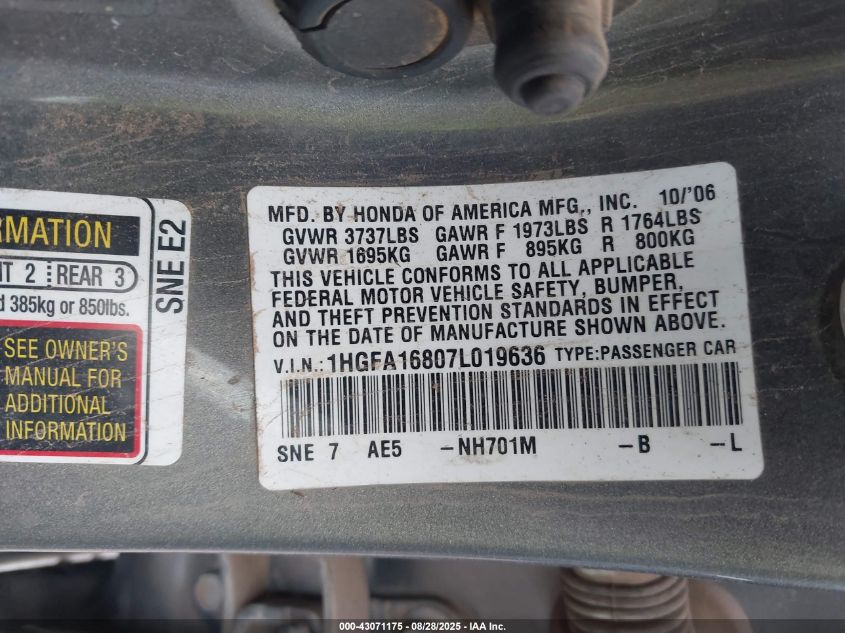 RMATION
NT 2 REAR 3
d 385kg or 850lbs.
SEE OWNER'S
MANUAL FOR
ADDITIONAL
INFORMATION
SNE E2
MFD. BY HONDA OF AMERICA MFG., INC. 10/'06
GVWR 3737LBS GAWR F 1973LBS R 1764LBS
GVWR 1695KG GAWR F 895KG R 800KG
THIS VEHICLE CONFORMS TO ALL APPLICABLE
FEDERAL MOTOR VEHICLE SAFETY, BUMPER,
AND THEFT PREVENTION STANDARDS IN EFFECT
ON THE DATE OF MANUFACTURE SHOWN ABOVE.
V.I.N.: 1HGFA16807L019636 TYPE:PASSENGER CAR
SNE 7 AE5 -NH701M -B -L
000-43071175 - 08/28/2025 - IAA Inc.